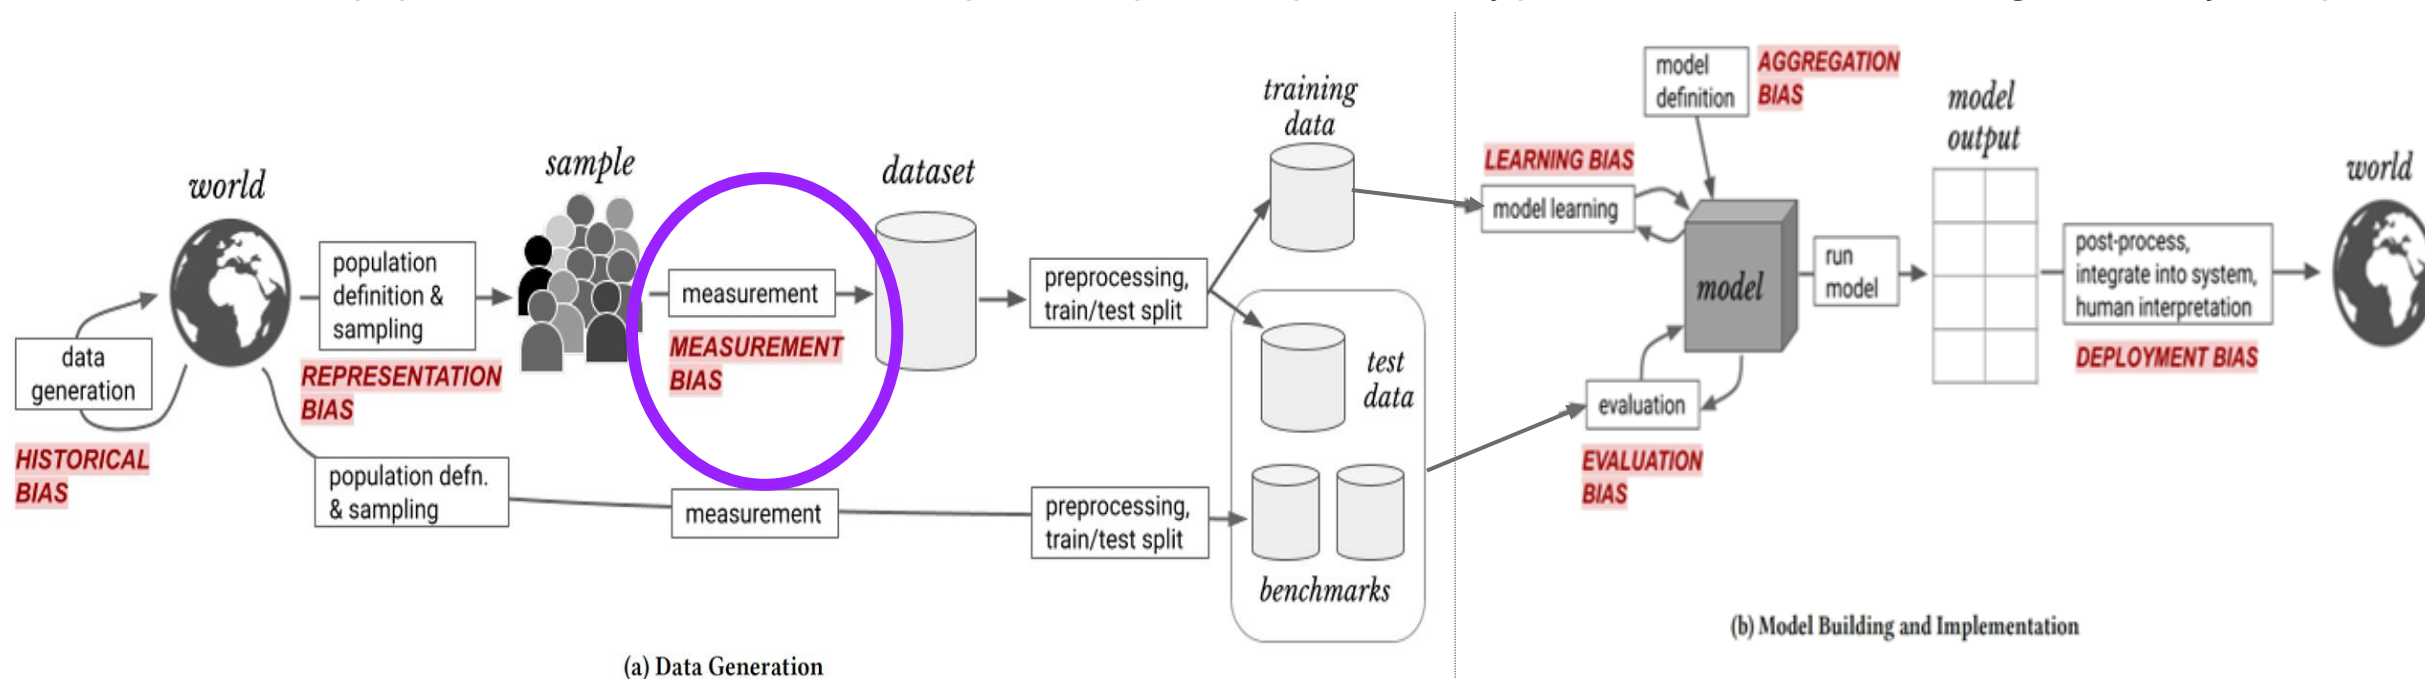 world
sample
dataset
training
data
population
definition &
sampling
measurement
preprocessing,
train/test split
data
generation
MEASUREMENT
BIAS
REPRESENTATION
BIAS
HISTORICAL
BIAS
test
data
population defn.
& sampling
measurement
preprocessing,
train/test split
benchmarks
(a) Data Generation
model
definition
AGGREGATION
BIAS
model
output
LEARNING BIAS
model learning
world
model
run
model
post-process,
integrate into system,
human interpretation
DEPLOYMENT BIAS
evaluation
EVALUATION
BIAS
(b) Model Building and Implementation